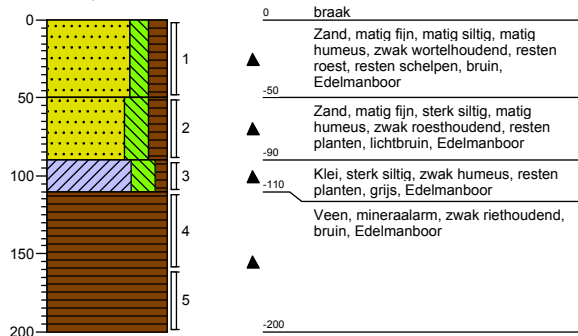 0
50
100
150
200
1
2
3
4
5
0
braak
Zand, matig fijn, matig siltig, matig
humeus, zwak wortelhoudend, resten
roest, resten schelpen, bruin,
Edelmanboor
-50
Zand, matig fijn, sterk siltig, matig
humeus, zwak roesthoudend, resten
planten, lichtbruin, Edelmanboor
-90
Klei, sterk siltig, zwak humeus, resten
planten, grijs, Edelmanboor
-110
Veen, mineraalarm, zwak riethoudend,
bruin, Edelmanboor
-200